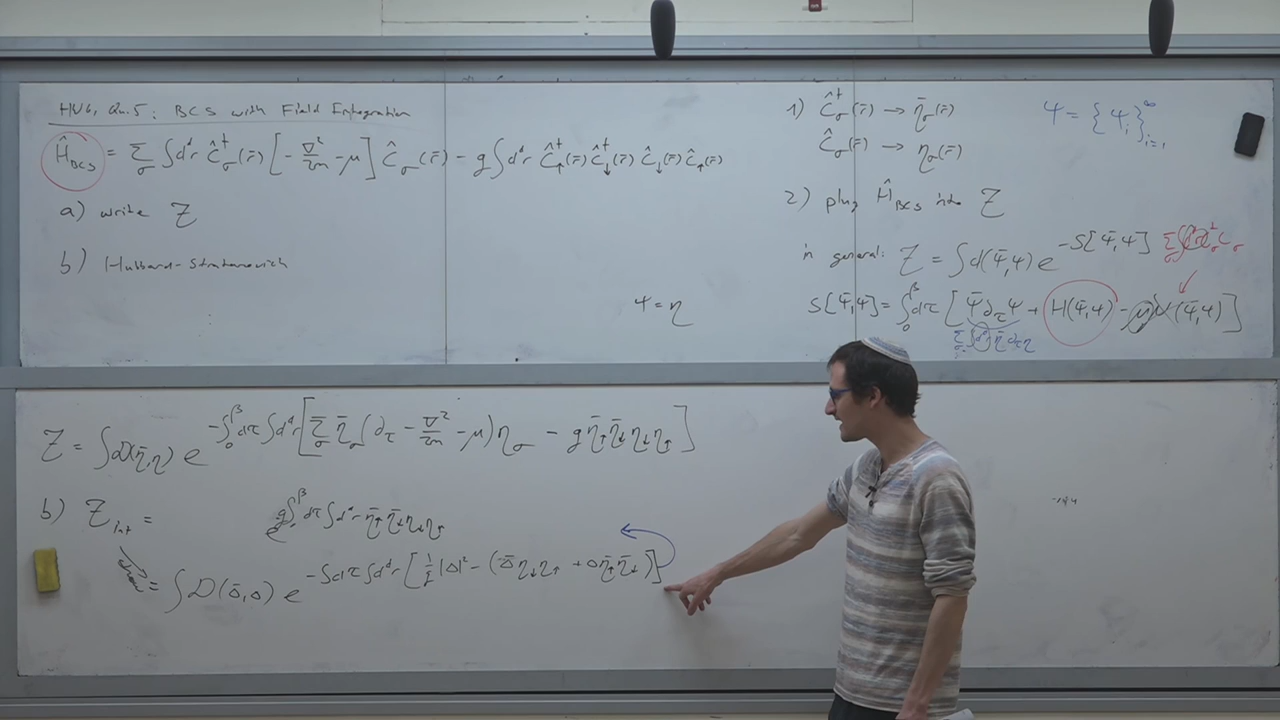 HW6, Qu. 5: BCS with Field Integration
Ĥ_BCS = Σ_σ ∫d^d r ĉ†_σ(r̄) [ -∇²/2m - μ ] ĉ_σ(r̄) - g∫d^d r ĉ†_↑(r̄) ĉ†_↓(r̄) ĉ_↓(r̄) ĉ_↑(r̄)
a) write Z
b) Hubbard-Stratonovich
ψ = η
1) ĉ†_σ(r̄) → η̄_σ(r̄)
ĉ_σ(r̄) → η_σ(r̄)
ψ = {ψ_i}_{i=1}^∞
2) plug Ĥ_BCS into Z
in general: Z = ∫d(ψ̄,ψ) e^{-S[ψ̄,ψ]}
S[ψ̄,ψ] = ∫_0^β dτ [ ψ̄∂_τψ + H(ψ̄,ψ) - μN(ψ̄,ψ) ]
Z = ∫D(η̄,η) e^{-∫_0^β dτ ∫d^d r [ Σ_σ η̄_σ(∂_τ - ∇²/2m - μ)η_σ - g η̄_↑ η̄_↓ η_↓ η_↑ ]}
b) Z_int = e^{g∫_0^β dτ ∫d^d r η̄_↑ η̄_↓ η_↓ η_↑}
= ∫D(Δ̄,Δ) e^{-∫dτ∫d^d r [ 1/g |Δ|² - (Δ̄ η_↓ η_↑ + Δ η̄_↑ η̄_↓) ]}